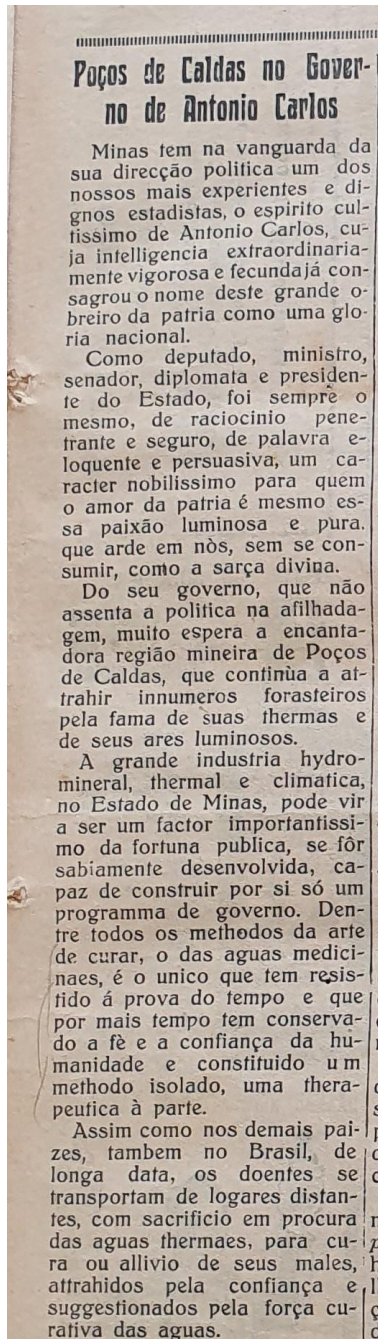 Poços de Caldas no Gover-
no de Antonio Carlos
Minas tem na vanguarda da
sua direcção politica um dos
nossos mais experientes e di-
gnos estadistas, o espirito cul-
tissimo de Antonio Carlos, cu-
ja intelligencia extraordinaria-
mente vigorosa e fecunda já con-
sagrou o nome deste grande o-
breiro da patria como uma glo-
ria nacional.
Como deputado, ministro,
senador, diplomata e presiden-
te do Estado, foi sempre o
mesmo, de raciocinio pene-
trante e seguro, de palavra e-
loquente e persuasiva, um ca-
racter nobilissimo para quem
o amor da patria é mesmo es-
sa paixão luminosa e pura.
que arde em nòs, sem se con-
sumir, como a sarça divina.
Do seu governo, que não
assenta a politica na afilhada-
gem, muito espera a encanta-
dora região mineira de Poços
de Caldas, que continùa a at-
trahir innumeros forasteiros
pela fama de suas thermas e
de seus ares luminosos.
A grande industria hydro-
mineral, thermal e climatica,
no Estado de Minas, pode vir
a ser um factor importantissi-
mo da fortuna publica, se fôr
sabiamente desenvolvida, ca-
paz de construir por si só um
programma de governo. Den-
tre todos os methodos da arte
de curar, o das aguas medici-
naes, é o unico que tem resis-
tido á prova do tempo e que
por mais tempo tem conserva-
do a fè e a confiança da hu-
manidade e constituido um
methodo isolado, uma thera-
peutica à parte.
Assim como nos demais pai-
zes, tambem no Brasil, de
longa data, os doentes se
transportam de logares distan-
tes, com sacrificio em procura
das aguas thermaes, para cu-
ra ou allivio de seus males,
attrahidos pela confiança e
suggestionados pela força cu-
rativa das aguas.